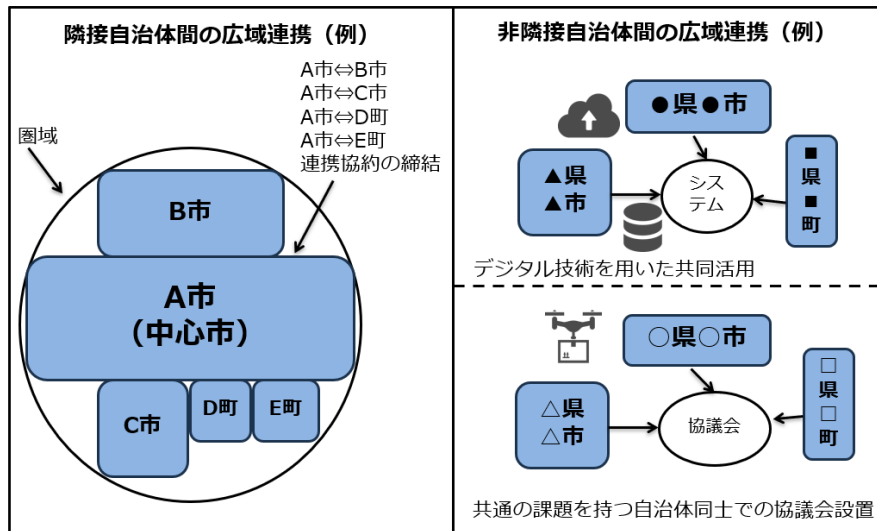 隣接自治体間の広域連携（例）
A市⇔B市
A市⇔C市
A市⇔D町
A市⇔E町
連携協約の締結
圏域
B市
A市
（中心市）
C市
D町
E町
非隣接自治体間の広域連携（例）
●県●市
▲県
▲市
シス
テム
■
県
■
町
デジタル技術を用いた共同活用
○県○市
△県
△市
協議会
□
県
□
町
共通の課題を持つ自治体同士での協議会設置